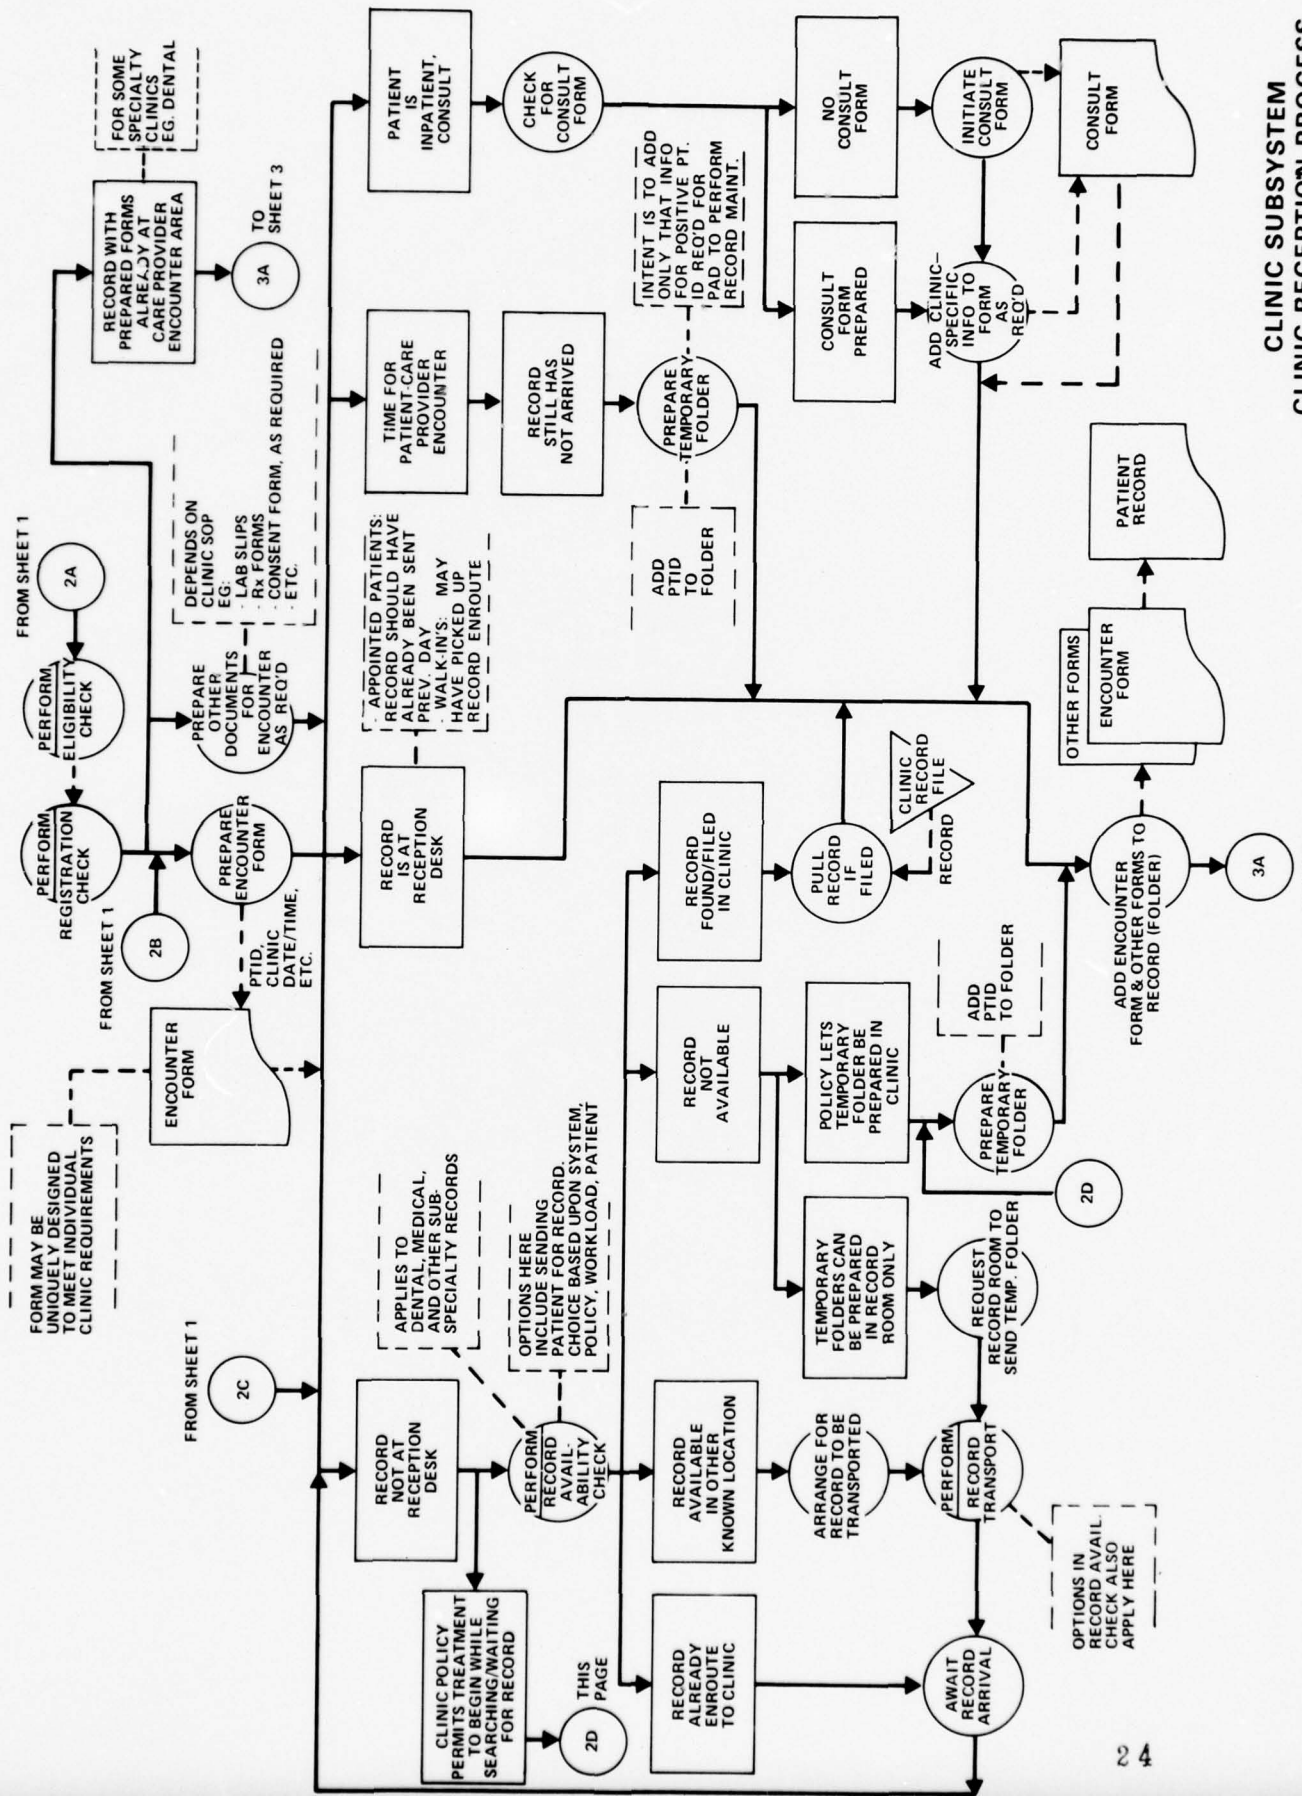 FORM MAY BE
UNIQUELY DESIGNED
TO MEET INDIVIDUAL
CLINIC REQUIREMENTS
ENCOUNTER
FORM
PTID,
CLINIC
DATE/TIME,
ETC.
FROM SHEET 1
2A
PERFORM
ELIGIBILITY
CHECK
PERFORM
REGISTRATION
CHECK
FROM SHEET 1
2B
PREPARE
ENCOUNTER
FORM
PREPARE
OTHER
DOCUMENTS
FOR
ENCOUNTER
AS REQ'D
DEPENDS ON
CLINIC SOP
EG:
· LAB SLIPS
· Rx FORMS
· CONSENT FORM, AS REQUIRED
· ETC.
RECORD WITH
PREPARED FORMS
ALREADY AT
CARE PROVIDER
ENCOUNTER AREA
FOR SOME
SPECIALTY
CLINICS
EG. DENTAL
3A
TO
SHEET 3
FROM SHEET 1
2C
RECORD
NOT AT
RECEPTION
DESK
CLINIC POLICY
PERMITS TREATMENT
TO BEGIN WHILE
SEARCHING/WAITING
FOR RECORD
2D
THIS
PAGE
PERFORM
RECORD
AVAIL-
ABILITY
CHECK
APPLIES TO
DENTAL, MEDICAL,
AND OTHER SUB-
SPECIALTY RECORDS
OPTIONS HERE
INCLUDE SENDING
PATIENT FOR RECORD.
CHOICE BASED UPON SYSTEM,
POLICY, WORKLOAD, PATIENT
RECORD
IS AT
RECEPTION
DESK
· APPOINTED PATIENTS:
RECORD SHOULD HAVE
ALREADY BEEN SENT
PREV. DAY
· WALK-IN'S: MAY
HAVE PICKED UP
RECORD ENROUTE
TIME FOR
PATIENT-CARE
PROVIDER
ENCOUNTER
RECORD
STILL HAS
NOT ARRIVED
PREPARE
TEMPORARY
FOLDER
ADD
PTID
TO
FOLDER
INTENT IS TO ADD
ONLY THAT INFO
FOR POSITIVE PT.
ID REQ'D FOR
PAD TO PERFORM
RECORD MAINT.
PATIENT
IS
INPATIENT,
CONSULT
CHECK
FOR
CONSULT
FORM
CONSULT
FORM
PREPARED
NO
CONSULT
FORM
ADD CLINIC–
SPECIFIC
INFO TO
FORM
AS
REQ'D
INITIATE
CONSULT
FORM
CONSULT
FORM
RECORD
ALREADY
ENROUTE
TO CLINIC
RECORD
AVAILABLE
IN OTHER
KNOWN LOCATION
RECORD
NOT
AVAILABLE
RECORD
FOUND/FILED
IN CLINIC
ARRANGE FOR
RECORD TO BE
TRANSPORTED
TEMPORARY
FOLDERS CAN
BE PREPARED
IN RECORD
ROOM ONLY
POLICY LETS
TEMPORARY
FOLDER BE
PREPARED IN
CLINIC
PULL
RECORD
IF
FILED
CLINIC
RECORD
FILE
RECORD
AWAIT
RECORD
ARRIVAL
PERFORM
RECORD
TRANSPORT
REQUEST
RECORD ROOM TO
SEND TEMP. FOLDER
PREPARE
TEMPORARY
FOLDER
ADD
PTID
TO FOLDER
OPTIONS IN
RECORD AVAIL.
CHECK ALSO
APPLY HERE
2D
ADD ENCOUNTER
FORM & OTHER FORMS TO
RECORD (FOLDER)
3A
OTHER FORMS
ENCOUNTER
FORM
PATIENT
RECORD
24
CLINIC SUBSYSTEM
CLINIC RECEPTION PROCESS